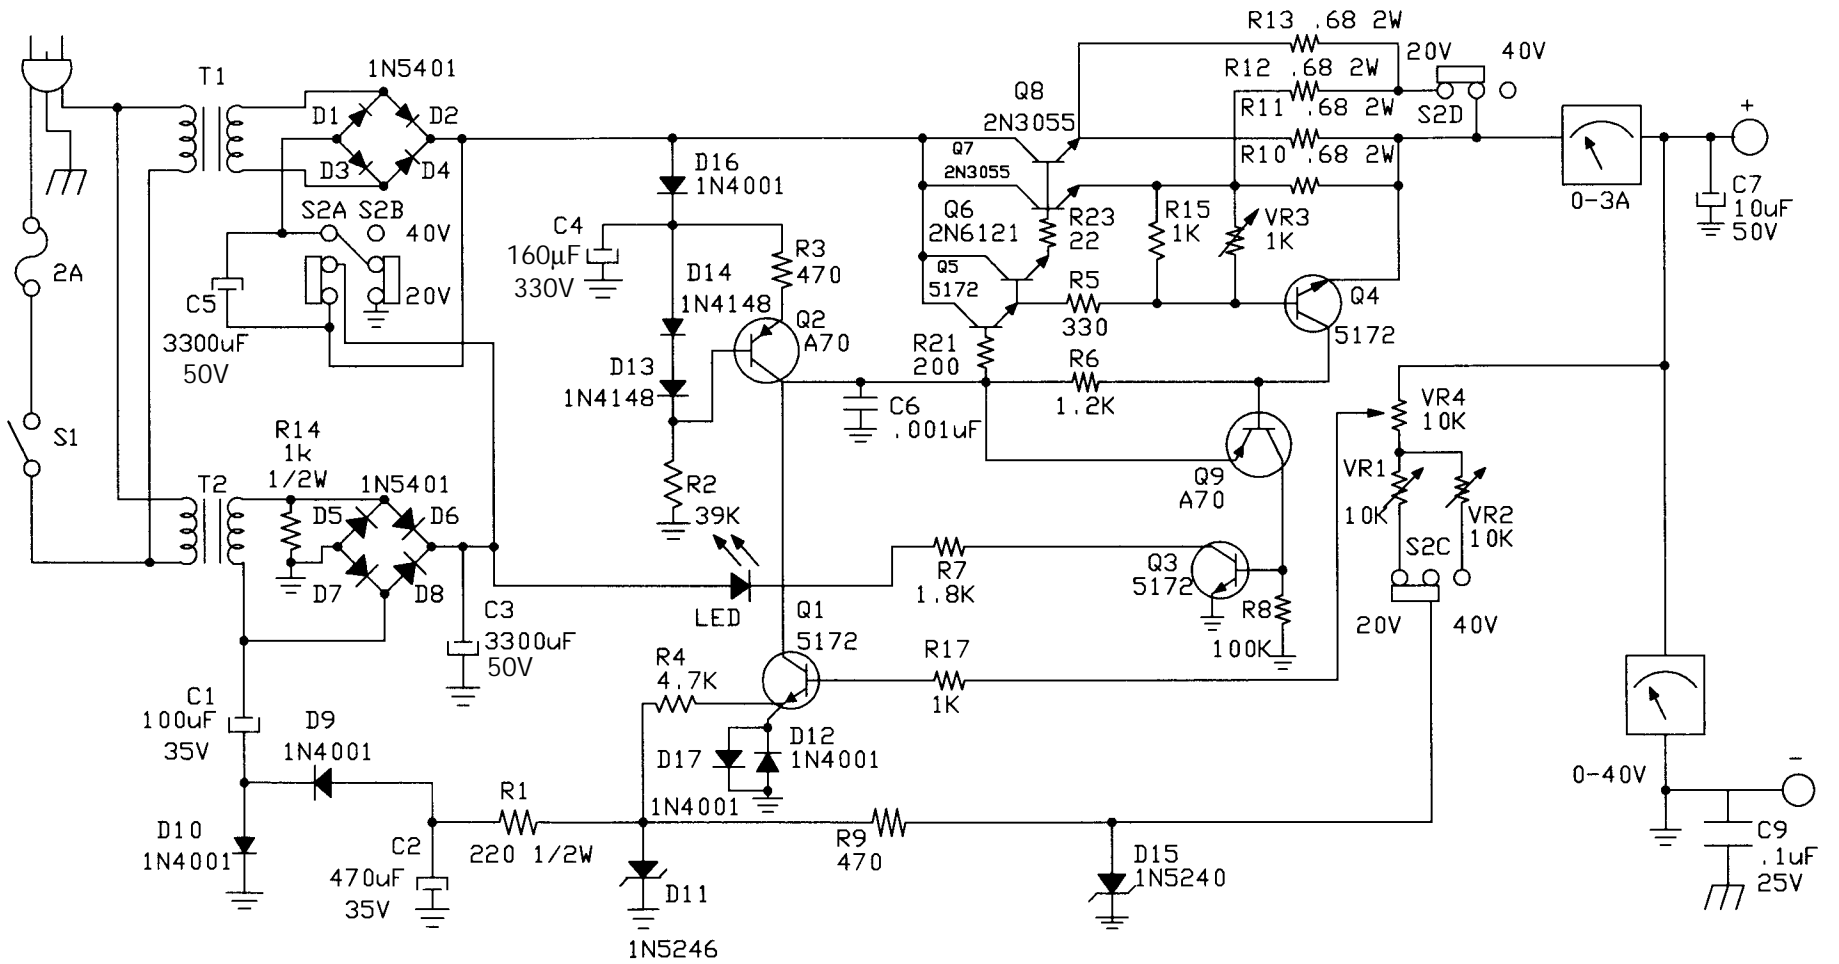 R13 .68 2W
20V 40V
R12 .68 2W
S2D
R11 .68 2W
R10 .68 2W
1N5401
T1
D1
D2
D3
D4
S2A S2B
40V
20V
2A
S1
C5
3300uF
50V
Q8
2N3055
Q7
2N3055
Q6
2N6121
Q5
5172
D16
1N4001
C4
160µF
330V
R3
470
D14
1N4148
D13
1N4148
Q2
A70
R23
22
R15
1K
VR3
1K
R5
330
Q4
5172
R21
200
R6
1.2K
C6
.001uF
0-3A
+
C7
10uF
50V
R14
1k
1/2W
T2
1N5401
D5
D6
D7
D8
C3
3300uF
50V
R2
39K
LED
Q9
A70
R7
1.8K
Q3
5172
R8
100K
VR4
10K
VR1
10K
VR2
10K
S2C
20V 40V
Q1
5172
R4
4.7K
R17
1K
D17
1N4001
D12
1N4001
C1
100uF
35V
D9
1N4001
D10
1N4001
C2
470uF
35V
R1
220 1/2W
D11
1N5246
R9
470
D15
1N5240
0-40V
-
C9
.1uF
25V